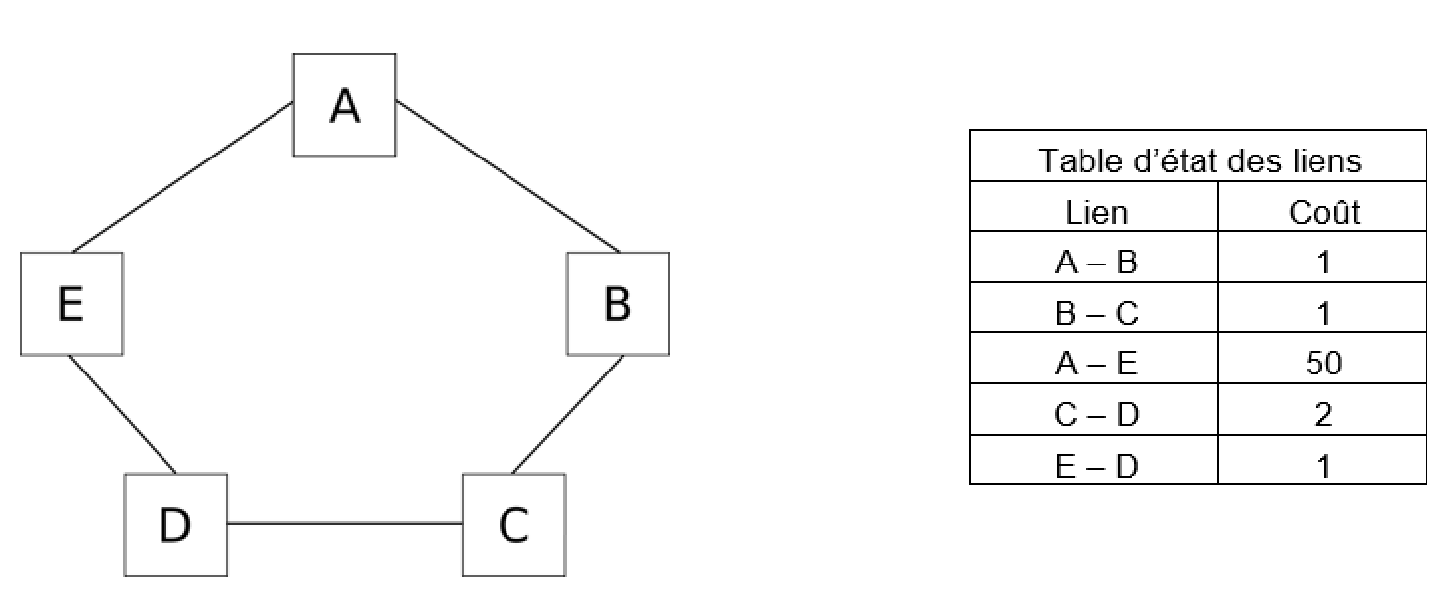 A
E
B
D
C
Table d'état des liens
Lien Coût
A – B 1
B – C 1
A – E 50
C – D 2
E – D 1